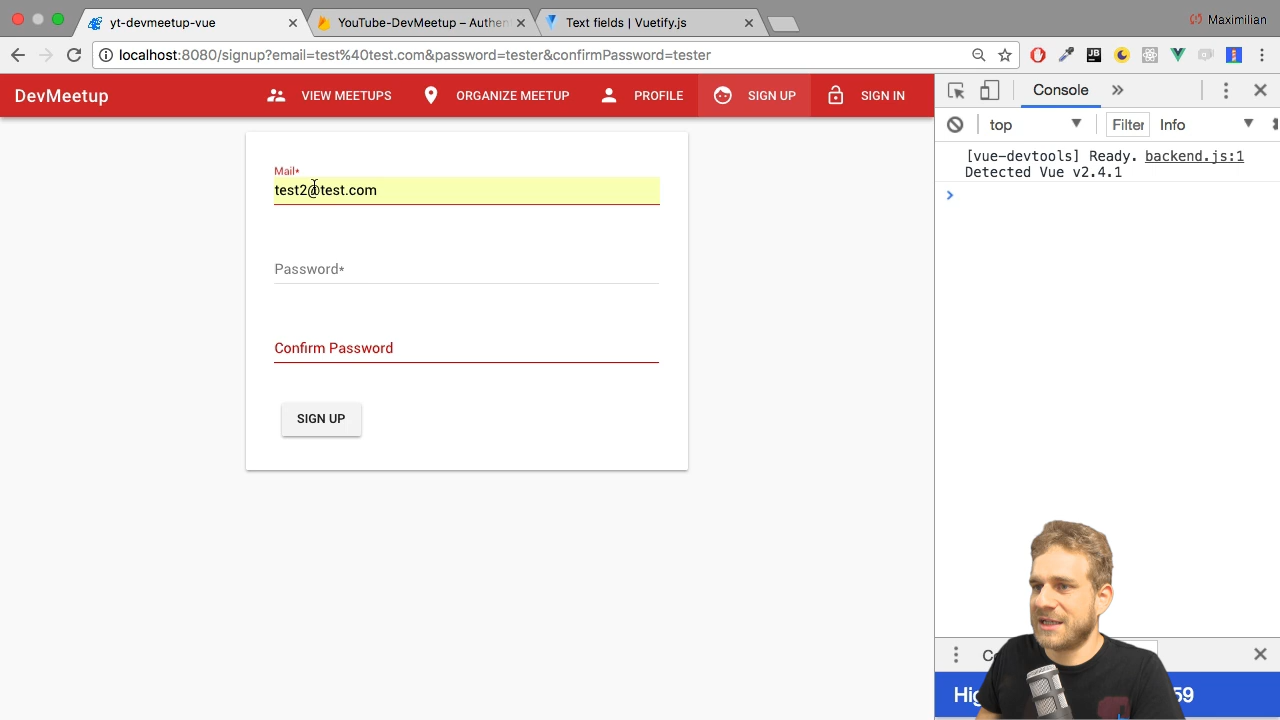 yt-devmeetup-vue
YouTube-DevMeetup – Authen
Text fields | Vuetify.js
Maximilian
localhost:8080/signup?email=test%40test.com&password=tester&confirmPassword=tester
DevMeetup
VIEW MEETUPS
ORGANIZE MEETUP
PROFILE
SIGN UP
SIGN IN
Console
top
Filter
Info
[vue-devtools] Ready. backend.js:1
Detected Vue v2.4.1
Mail*
test2@test.com
Password*
Confirm Password
SIGN UP
59